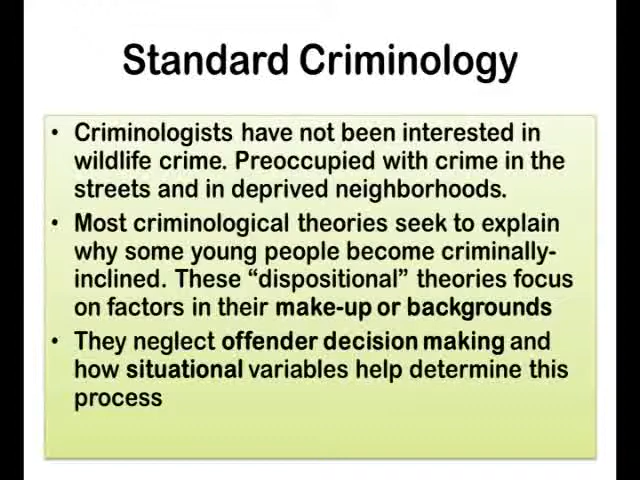 Standard Criminology
• Criminologists have not been interested in
wildlife crime. Preoccupied with crime in the
streets and in deprived neighborhoods.
• Most criminological theories seek to explain
why some young people become criminally-
inclined. These “dispositional” theories focus
on factors in their make-up or backgrounds
• They neglect offender decision making and
how situational variables help determine this
process